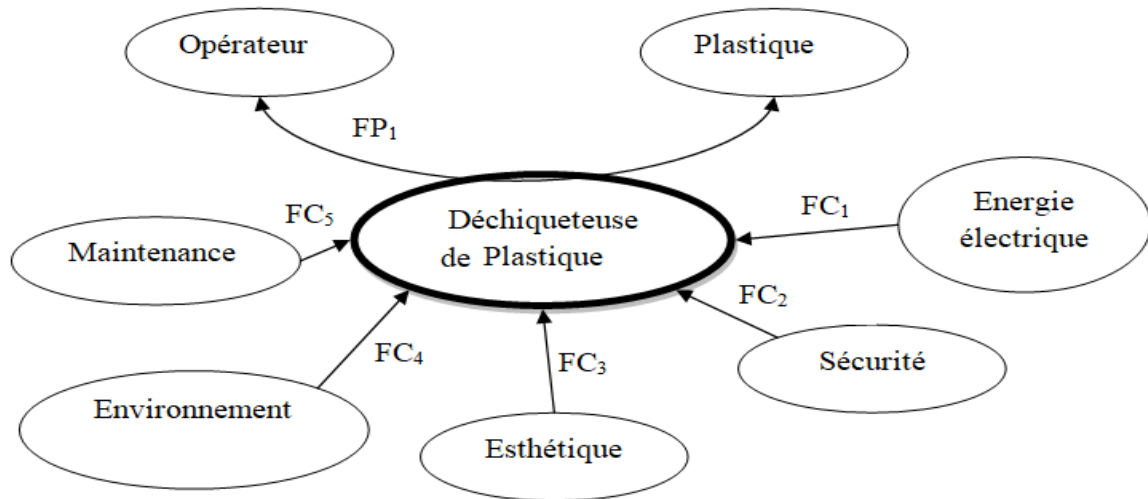 Opérateur
Plastique
FP₁
Energie
électrique
FC₁
Déchiqueteuse
de Plastique
FC₅
Maintenance
FC₂
Sécurité
FC₄
FC₃
Environnement
Esthétique